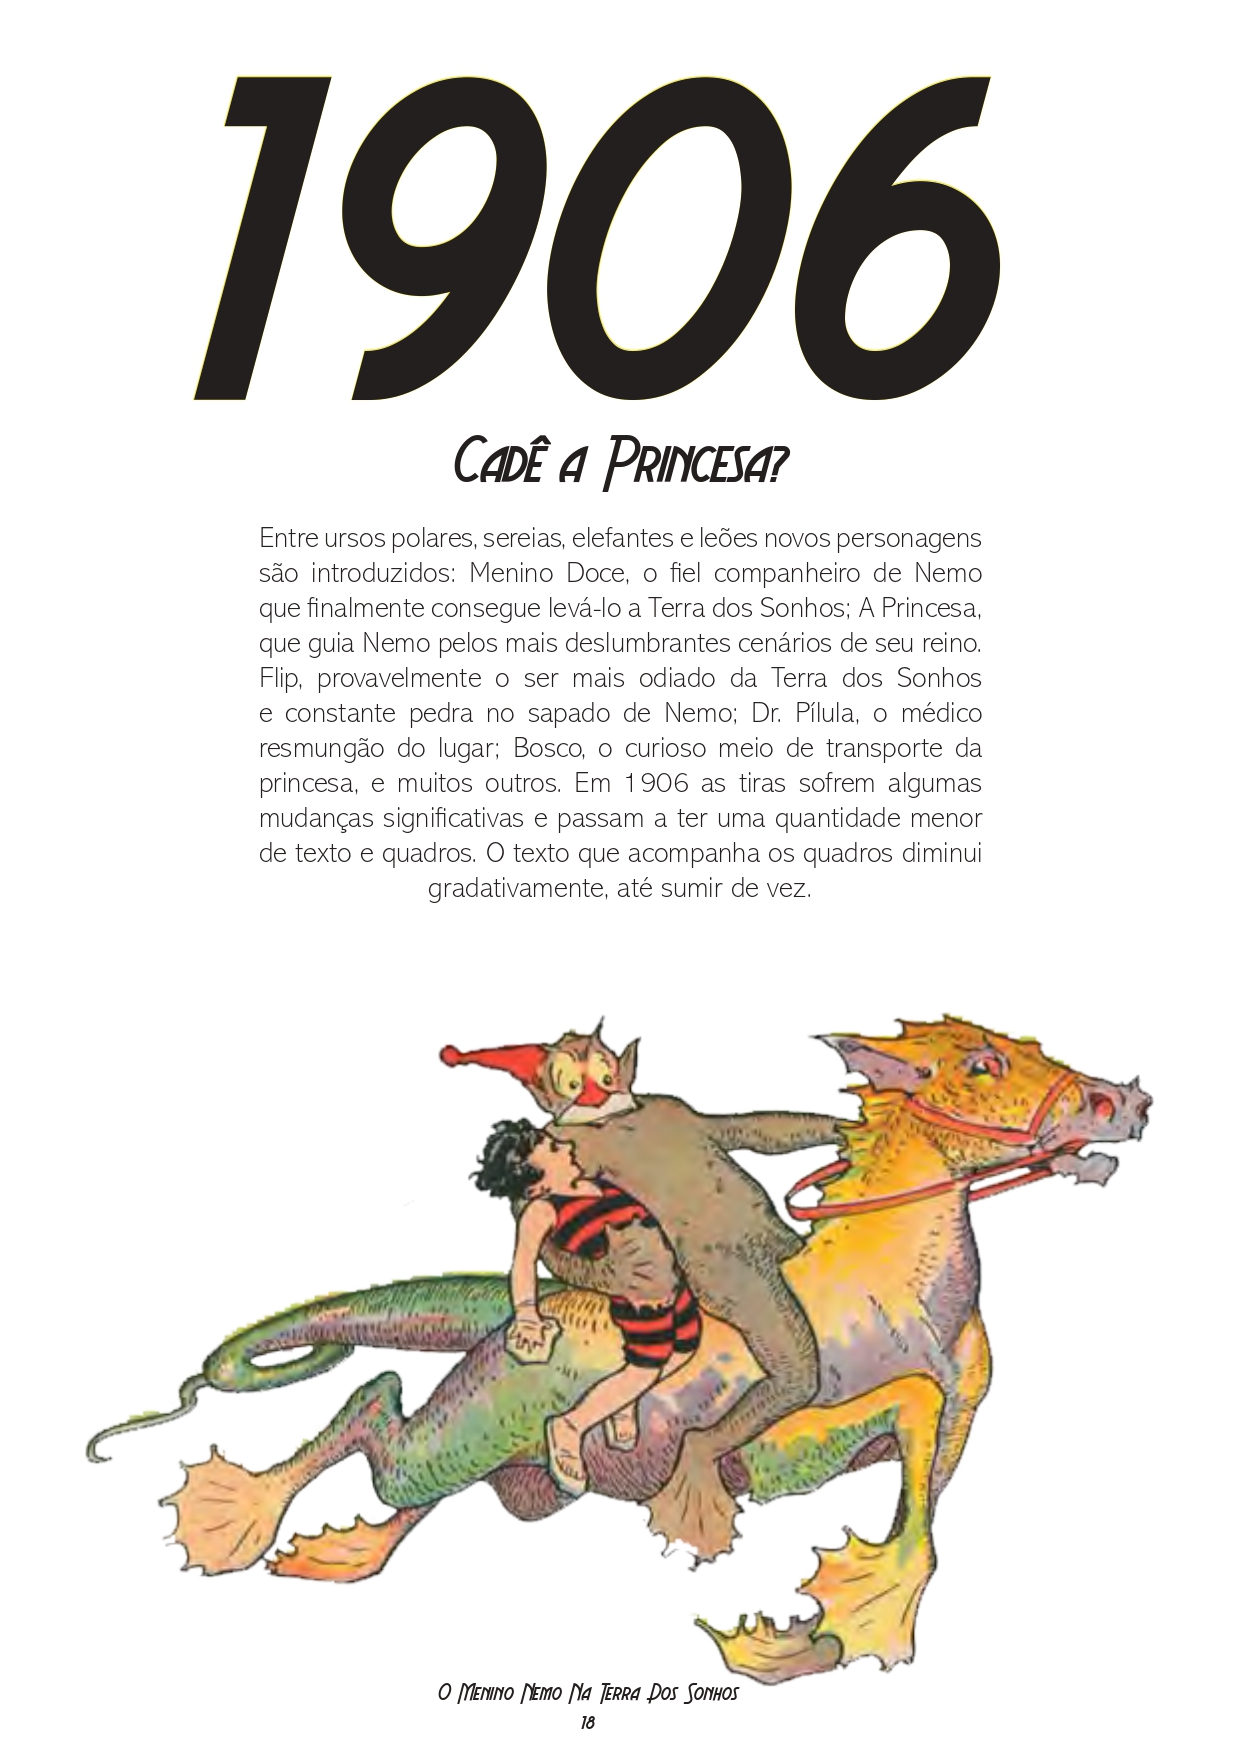 1906
Cadê a Princesa?
Entre ursos polares, sereias, elefantes e leões novos personagens
são introduzidos: Menino Doce, o fiel companheiro de Nemo
que finalmente consegue levá-lo a Terra dos Sonhos; A Princesa,
que guia Nemo pelos mais deslumbrantes cenários de seu reino.
Flip, provavelmente o ser mais odiado da Terra dos Sonhos
e constante pedra no sapado de Nemo; Dr. Pílula, o médico
resmungão do lugar; Bosco, o curioso meio de transporte da
princesa, e muitos outros. Em 1906 as tiras sofrem algumas
mudanças significativas e passam a ter uma quantidade menor
de texto e quadros. O texto que acompanha os quadros diminui
gradativamente, até sumir de vez.
O Menino Nemo Na Terra Dos Sonhos
18